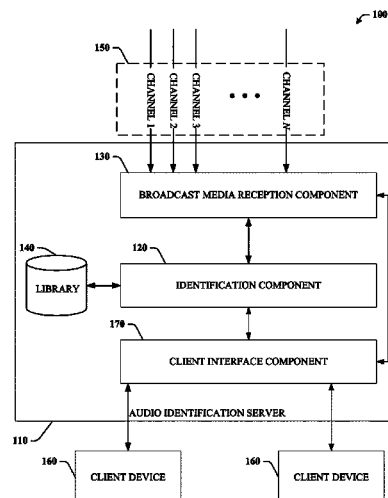 100
150
CHANNEL 1
CHANNEL 2
CHANNEL 3
• • •
CHANNEL N
130
BROADCAST MEDIA RECEPTION COMPONENT
140
120
LIBRARY
IDENTIFICATION COMPONENT
170
CLIENT INTERFACE COMPONENT
AUDIO IDENTIFICATION SERVER
110
160
CLIENT DEVICE
160
CLIENT DEVICE